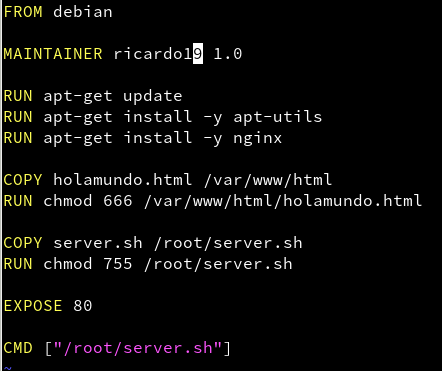 FROM debian
MAINTAINER ricardo19 1.0
RUN apt-get update
RUN apt-get install -y apt-utils
RUN apt-get install -y nginx
COPY holamundo.html /var/www/html
RUN chmod 666 /var/www/html/holamundo.html
COPY server.sh /root/server.sh
RUN chmod 755 /root/server.sh
EXPOSE 80
CMD ["/root/server.sh"]
~